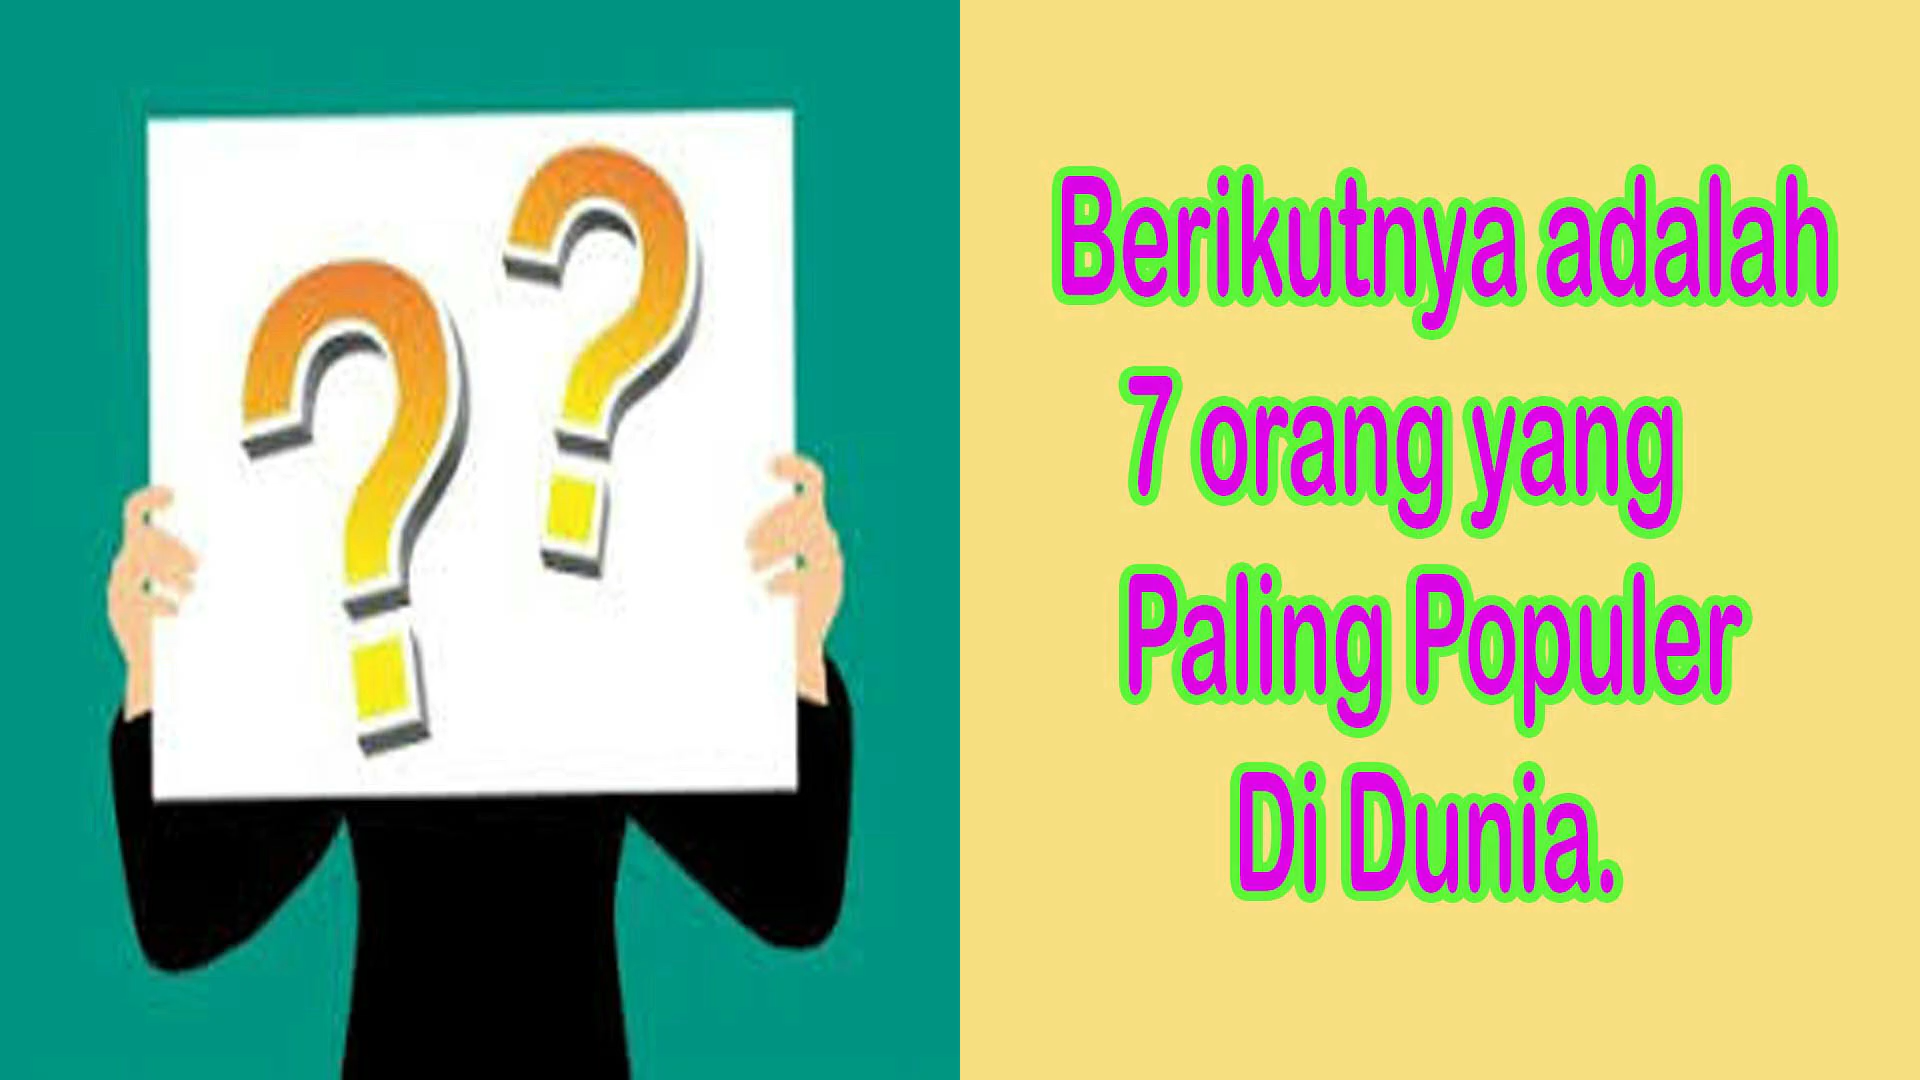 Berikutnya adalah
7 orang yang
Paling Populer
Di Dunia.